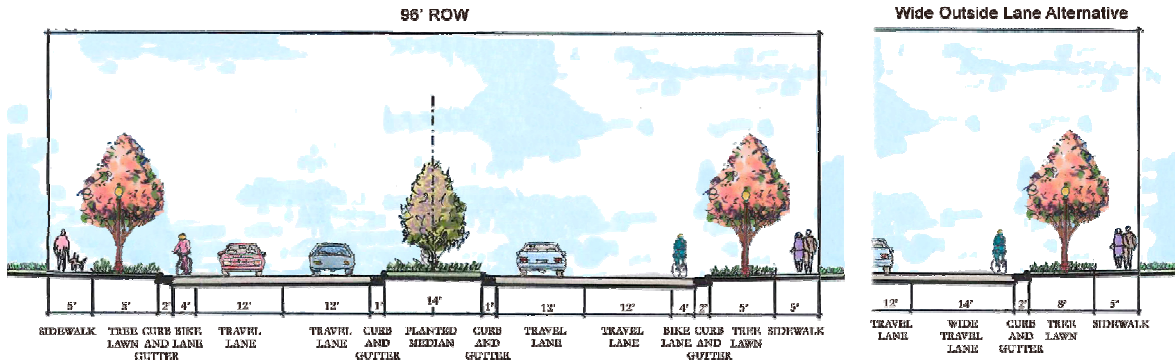 96' ROW
5' 5' 2' 4' 12' 12' 1' 14' 1' 12' 12' 4' 2' 5' 5'
SIDEWALK TREE CURB BIKE TRAVEL TRAVEL CURB PLANTED CURB TRAVEL TRAVEL BIKE CURB TREE SIDEWALK
LAWN AND LANE LANE LANE AND MEDIAN AND LANE LANE LANE AND LAWN
GUTTER GUTTER GUTTER GUTTER
Wide Outside Lane Alternative
12' 14' 2' 8' 5'
TRAVEL WIDE CURB TREE SIDEWALK
LANE TRAVEL AND LAWN
LANE GUTTER